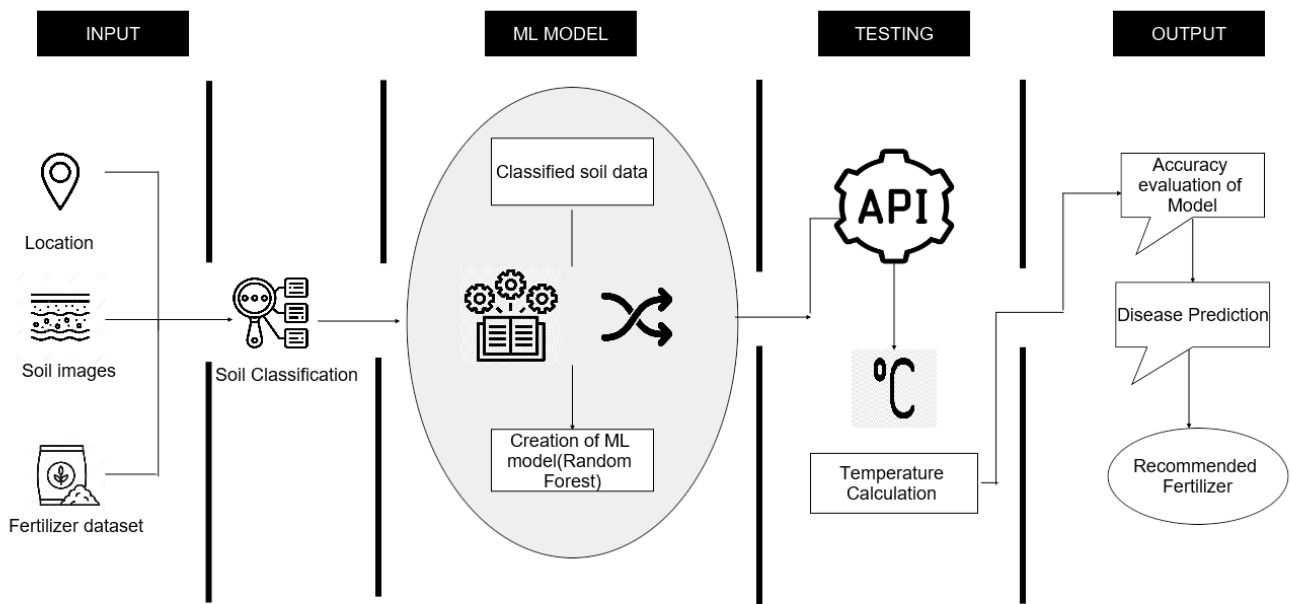 INPUT
ML MODEL
TESTING
OUTPUT
Location
Soil images
Fertilizer dataset
Soil Classification
Classified soil data
Creation of ML
model(Random
Forest)
API
°C
Temperature
Calculation
Accuracy
evaluation of
Model
Disease Prediction
Recommended
Fertilizer